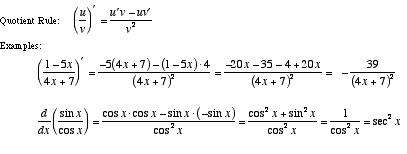 Quotient Rule: (u/v)′ = (u′v − uv′)/v²
Examples:
((1 − 5x)/(4x + 7))′ = (−5(4x + 7) − (1 − 5x)·4)/(4x + 7)² = (−20x − 35 − 4 + 20x)/(4x + 7)² = − 39/(4x + 7)²
d/dx (sin x/cos x) = (cos x · cos x − sin x · (−sin x))/cos² x = (cos² x + sin² x)/cos² x = 1/cos² x = sec² x